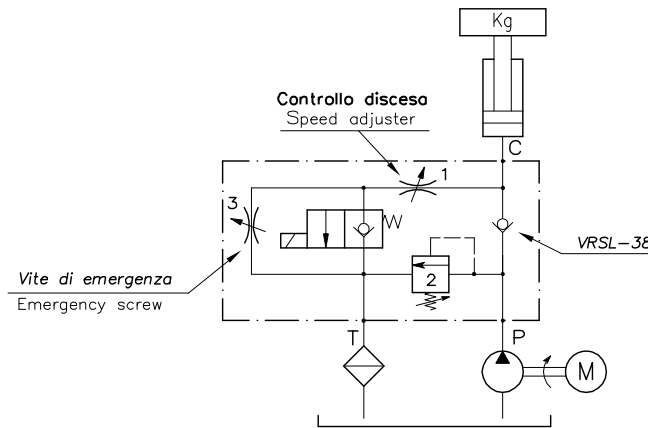 Kg
Controllo discesa
Speed adjuster
C
1
3
VRSL-38
2
Vite di emergenza
Emergency screw
T
P
M